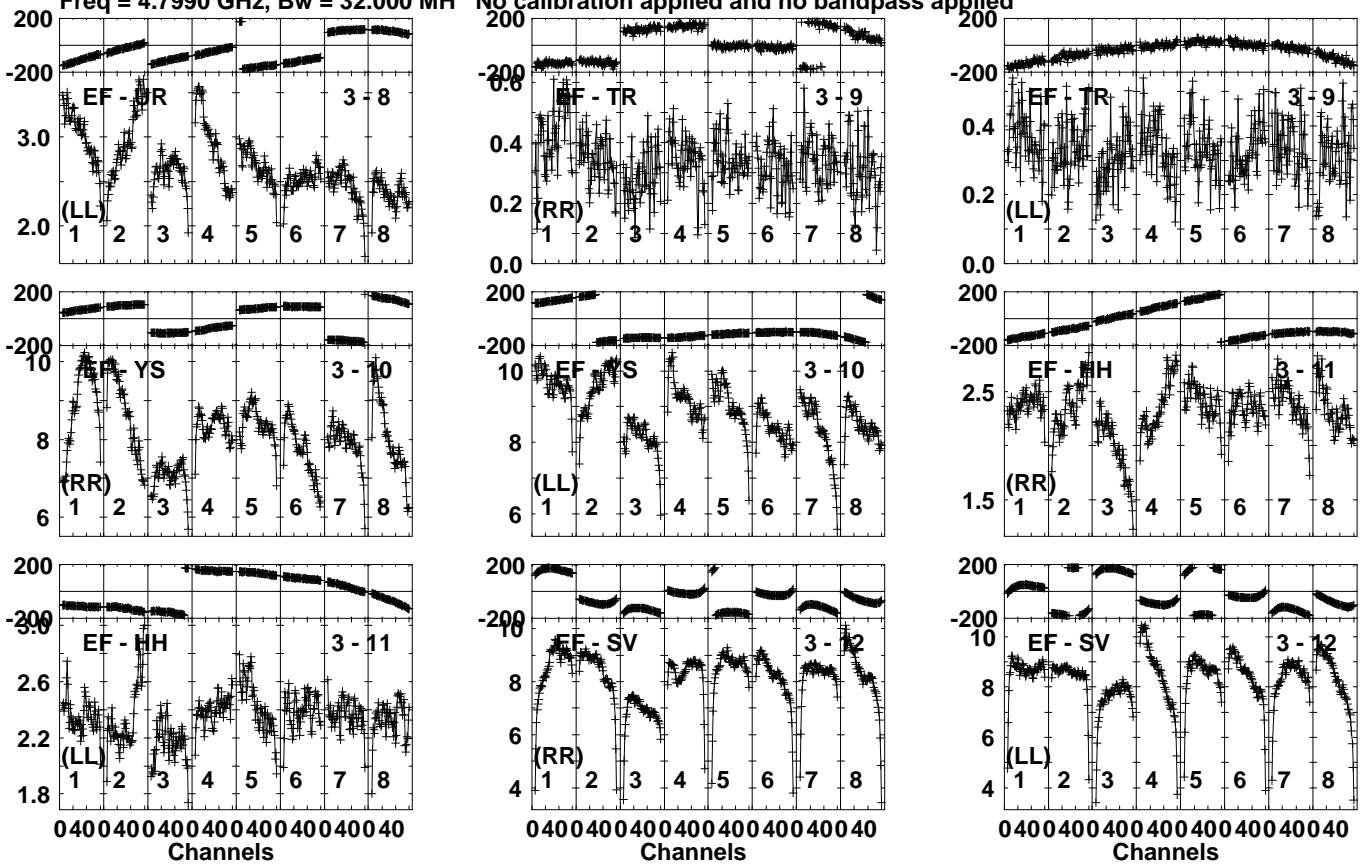 Freq = 4.7990 GHz, Bw = 32.000 MH No calibration applied and no bandpass applied
200 200 200
-200 -200 -200
EF - JR 3 - 8 0.6 EF - TR 3 - 9 EF - TR 3 - 9
3.0 0.4 0.4
2.0 0.2 0.2
(LL) (RR) (LL)
1 2 3 4 5 6 7 8 1 2 3 4 5 6 7 8 1 2 3 4 5 6 7 8
0.0 0.0
200 200 200
-200 -200 -200
10 EF - YS 3 - 10 10 EF - YS 3 - 10 EF - HH 3 - 11
2.5
8 8
(RR) (LL) (RR)
1 2 3 4 5 6 7 8 1 2 3 4 5 6 7 8 1.5 1 2 3 4 5 6 7 8
6 6
200 200 200
-200 -200 -200
3.0 EF - HH 3 - 11 10 EF - SV 3 - 12 10 EF - SV 3 - 12
2.6 8 8
2.2 6 6
(LL) (RR) (LL)
1 2 3 4 5 6 7 8 1 2 3 4 5 6 7 8 1 2 3 4 5 6 7 8
1.8 4 4
0 40 0 40 0 40 0 40 0 40 0 40 0 40 0 40 0 40 0 40 0 40 0 40 0 40 0 40 0 40 0 40 0 40 0 40 0 40 0 40 0 40 0 40 0 40 0 40
Channels Channels Channels